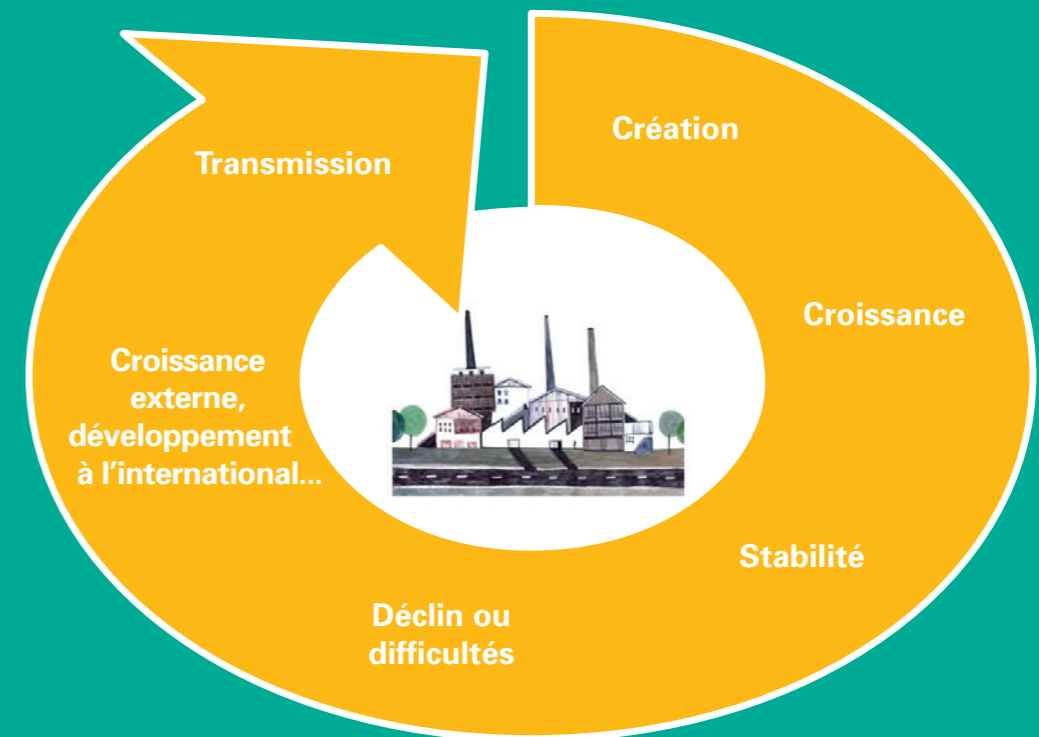 Création
Croissance
Stabilité
Déclin ou
difficultés
Croissance
externe,
développement
à l’international...
Transmission